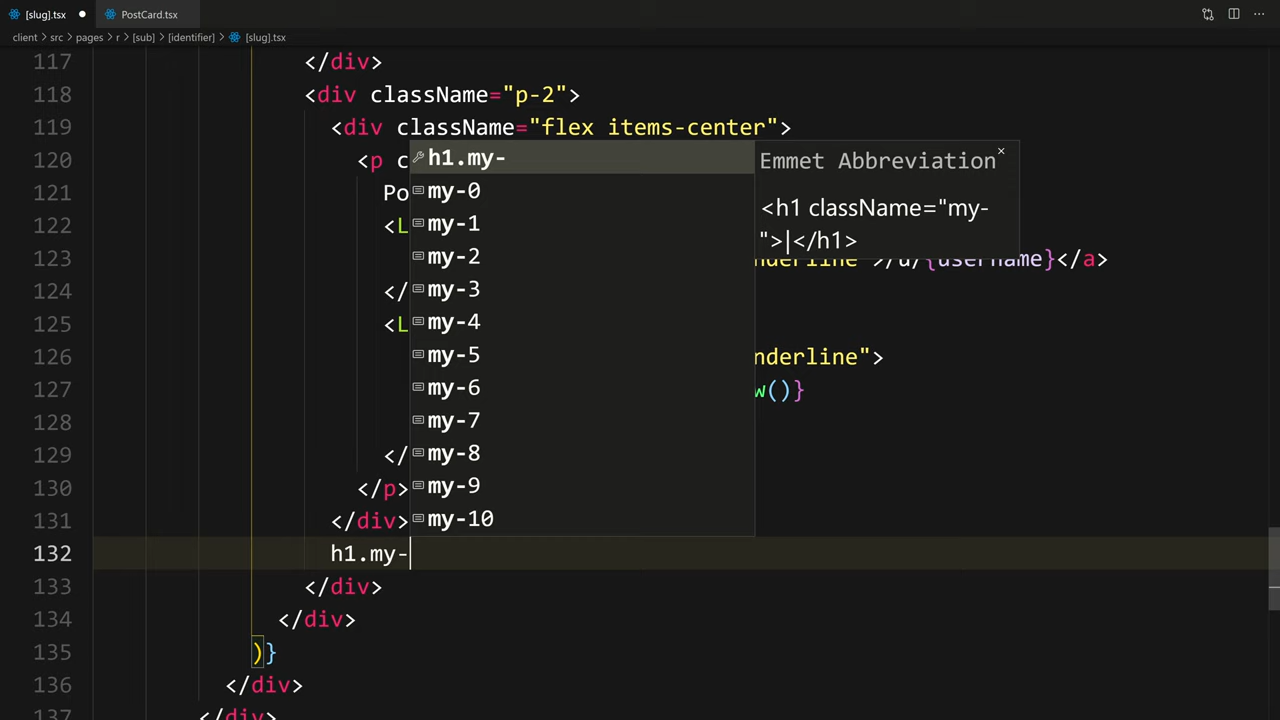 [slug].tsx
PostCard.tsx
client > src > pages > r > [sub] > [identifier] > [slug].tsx
117 </div>
118 <div className="p-2">
119 <div className="flex items-center">
120 <p c
121 Po
122 <L
123 nderline">/u/{username}</a>
124 </
125 <L
126 nderline">
127 w()}
128
129 </
130 </p>
131 </div>
132 h1.my-
133 </div>
134 </div>
135 )}
136 </div>
137 </div>
h1.my-
my-0
my-1
my-2
my-3
my-4
my-5
my-6
my-7
my-8
my-9
my-10
Emmet Abbreviation
<h1 className="my-
">|</h1>